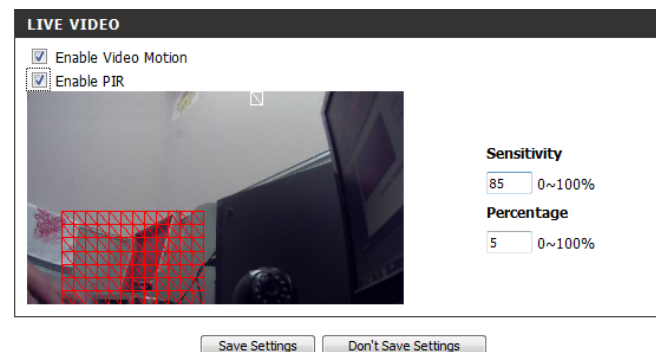 LIVE VIDEO
Enable Video Motion
Enable PIR
Sensitivity
85 0~100%
Percentage
5 0~100%
Save Settings Don't Save Settings